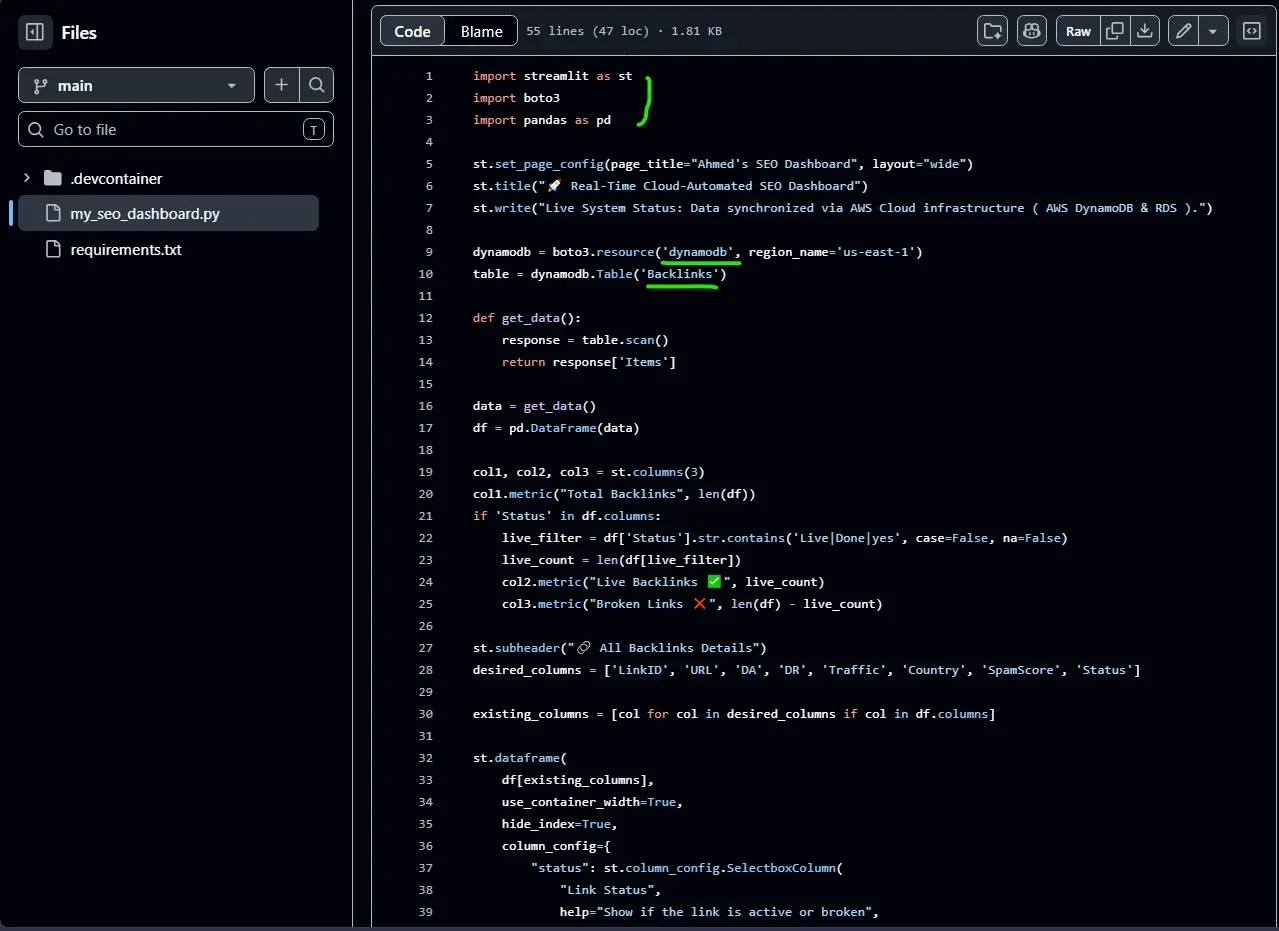 Files
main
Go to file
T
.devcontainer
my_seo_dashboard.py
requirements.txt
Code Blame 55 lines (47 loc) · 1.81 KB Raw
1 import streamlit as st
2 import boto3
3 import pandas as pd
4
5 st.set_page_config(page_title="Ahmed's SEO Dashboard", layout="wide")
6 st.title("🚀 Real-Time Cloud-Automated SEO Dashboard")
7 st.write("Live System Status: Data synchronized via AWS Cloud infrastructure ( AWS DynamoDB & RDS ).")
8
9 dynamodb = boto3.resource('dynamodb', region_name='us-east-1')
10 table = dynamodb.Table('Backlinks')
11
12 def get_data():
13     response = table.scan()
14     return response['Items']
15
16 data = get_data()
17 df = pd.DataFrame(data)
18
19 col1, col2, col3 = st.columns(3)
20 col1.metric("Total Backlinks", len(df))
21 if 'Status' in df.columns:
22     live_filter = df['Status'].str.contains('Live|Done|yes', case=False, na=False)
23     live_count = len(df[live_filter])
24     col2.metric("Live Backlinks ✅", live_count)
25     col3.metric("Broken Links ❌", len(df) - live_count)
26
27 st.subheader("🔗 All Backlinks Details")
28 desired_columns = ['LinkID', 'URL', 'DA', 'DR', 'Traffic', 'Country', 'SpamScore', 'Status']
29
30 existing_columns = [col for col in desired_columns if col in df.columns]
31
32 st.dataframe(
33     df[existing_columns],
34     use_container_width=True,
35     hide_index=True,
36     column_config={
37         "status": st.column_config.SelectboxColumn(
38             "Link Status",
39             help="Show if the link is active or broken",